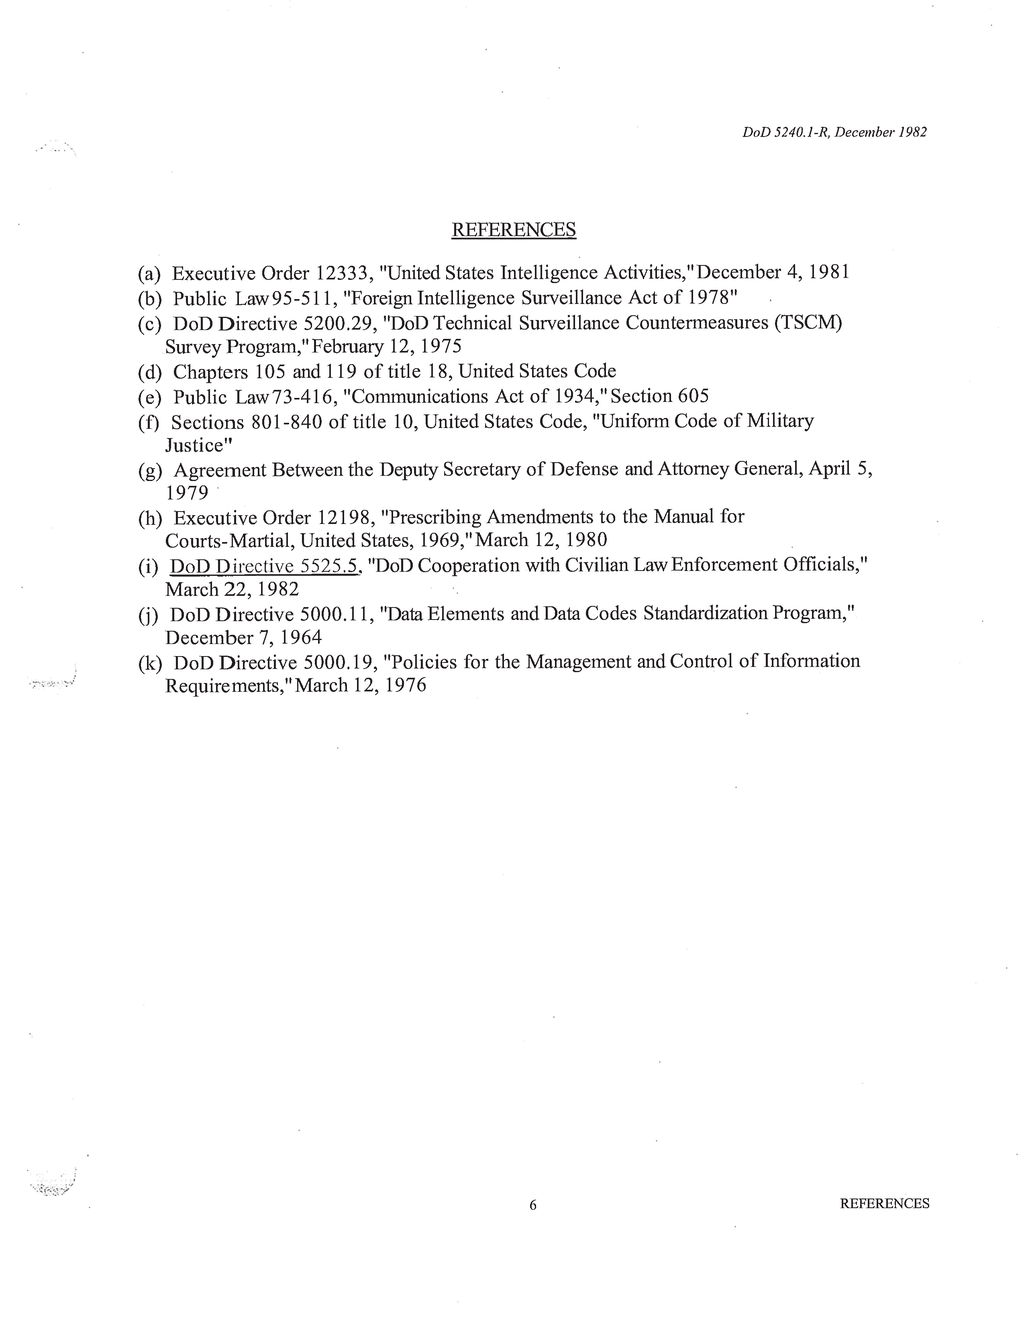 DoD 5240.1-R, December 1982
REFERENCES
(a) Executive Order 12333, "United States Intelligence Activities," December 4, 1981
(b) Public Law 95-511, "Foreign Intelligence Surveillance Act of 1978"
(c) DoD Directive 5200.29, "DoD Technical Surveillance Countermeasures (TSCM)
Survey Program," February 12, 1975
(d) Chapters 105 and 119 of title 18, United States Code
(e) Public Law 73-416, "Communications Act of 1934," Section 605
(f) Sections 801-840 of title 10, United States Code, "Uniform Code of Military
Justice"
(g) Agreement Between the Deputy Secretary of Defense and Attorney General, April 5,
1979
(h) Executive Order 12198, "Prescribing Amendments to the Manual for
Courts-Martial, United States, 1969," March 12, 1980
(i) DoD Directive 5525.5, "DoD Cooperation with Civilian Law Enforcement Officials,"
March 22, 1982
(j) DoD Directive 5000.11, "Data Elements and Data Codes Standardization Program,"
December 7, 1964
(k) DoD Directive 5000.19, "Policies for the Management and Control of Information
Requirements," March 12, 1976
6
REFERENCES